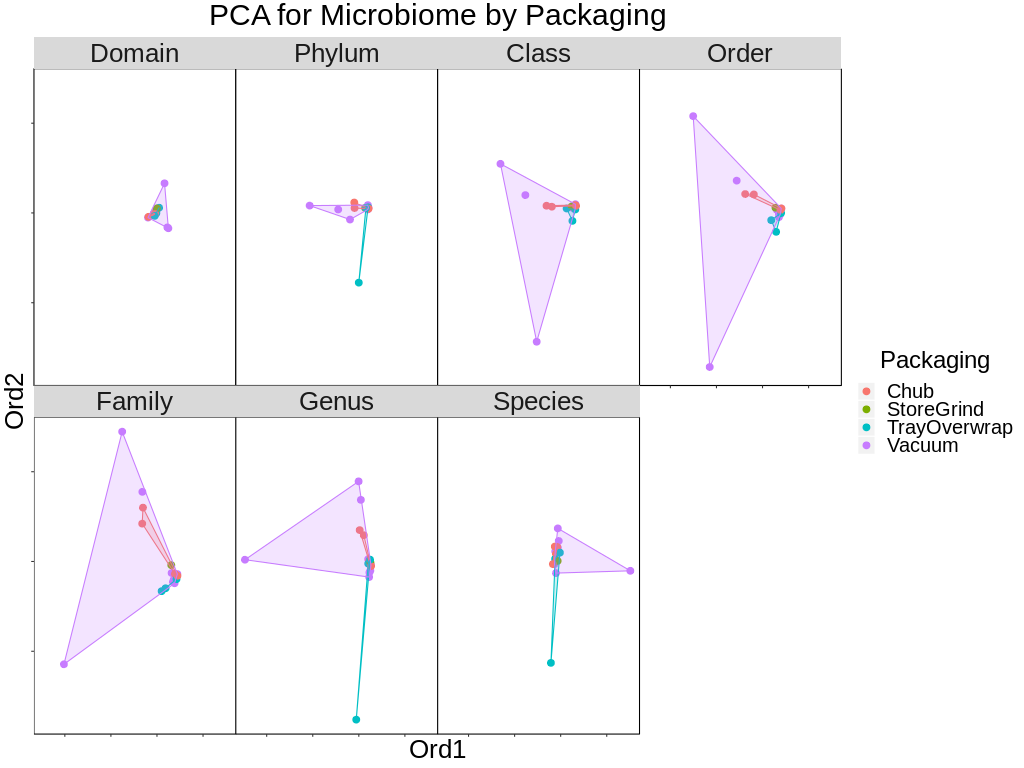 PCA for Microbiome by Packaging
Domain
Phylum
Class
Order
Family
Genus
Species
Ord2
Ord1
Packaging
Chub
StoreGrind
TrayOverwrap
Vacuum